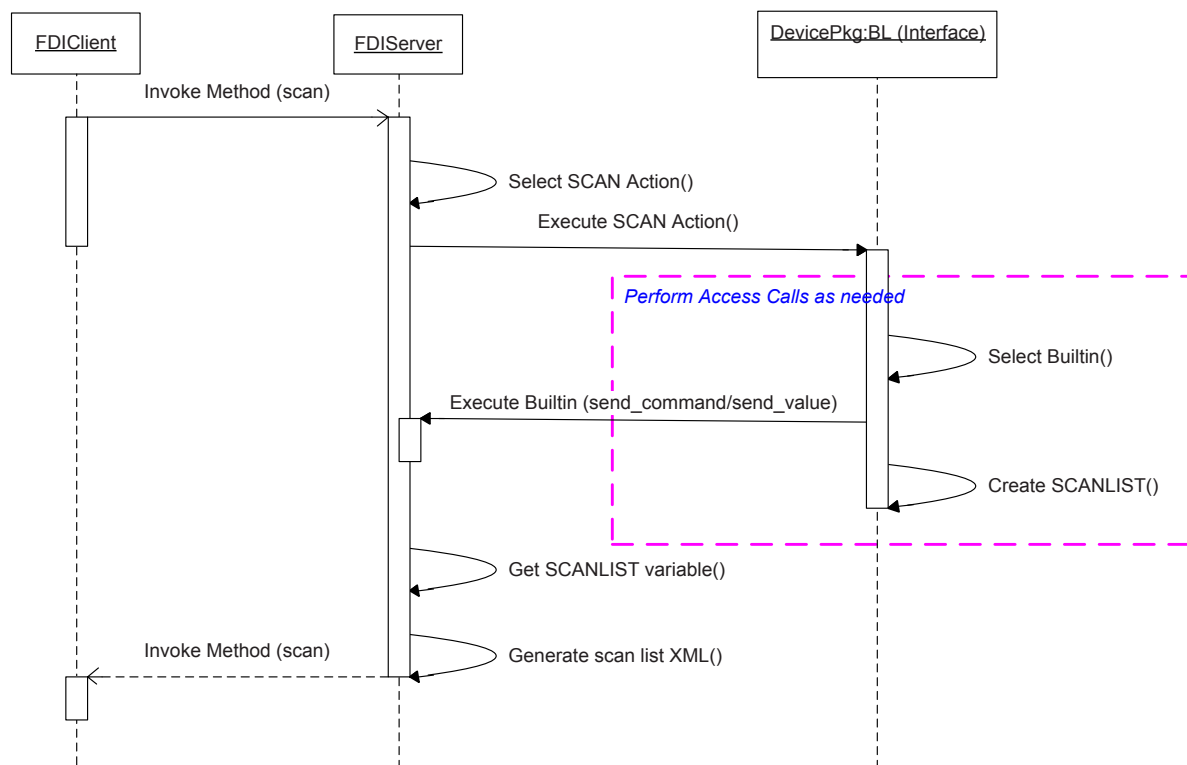 FDIClient
FDIServer
DevicePkg:BL (Interface)
Invoke Method (scan)
Select SCAN Action()
Execute SCAN Action()
Perform Access Calls as needed
Select Builtin()
Execute Builtin (send_command/send_value)
Create SCANLIST()
Get SCANLIST variable()
Invoke Method (scan)
Generate scan list XML()